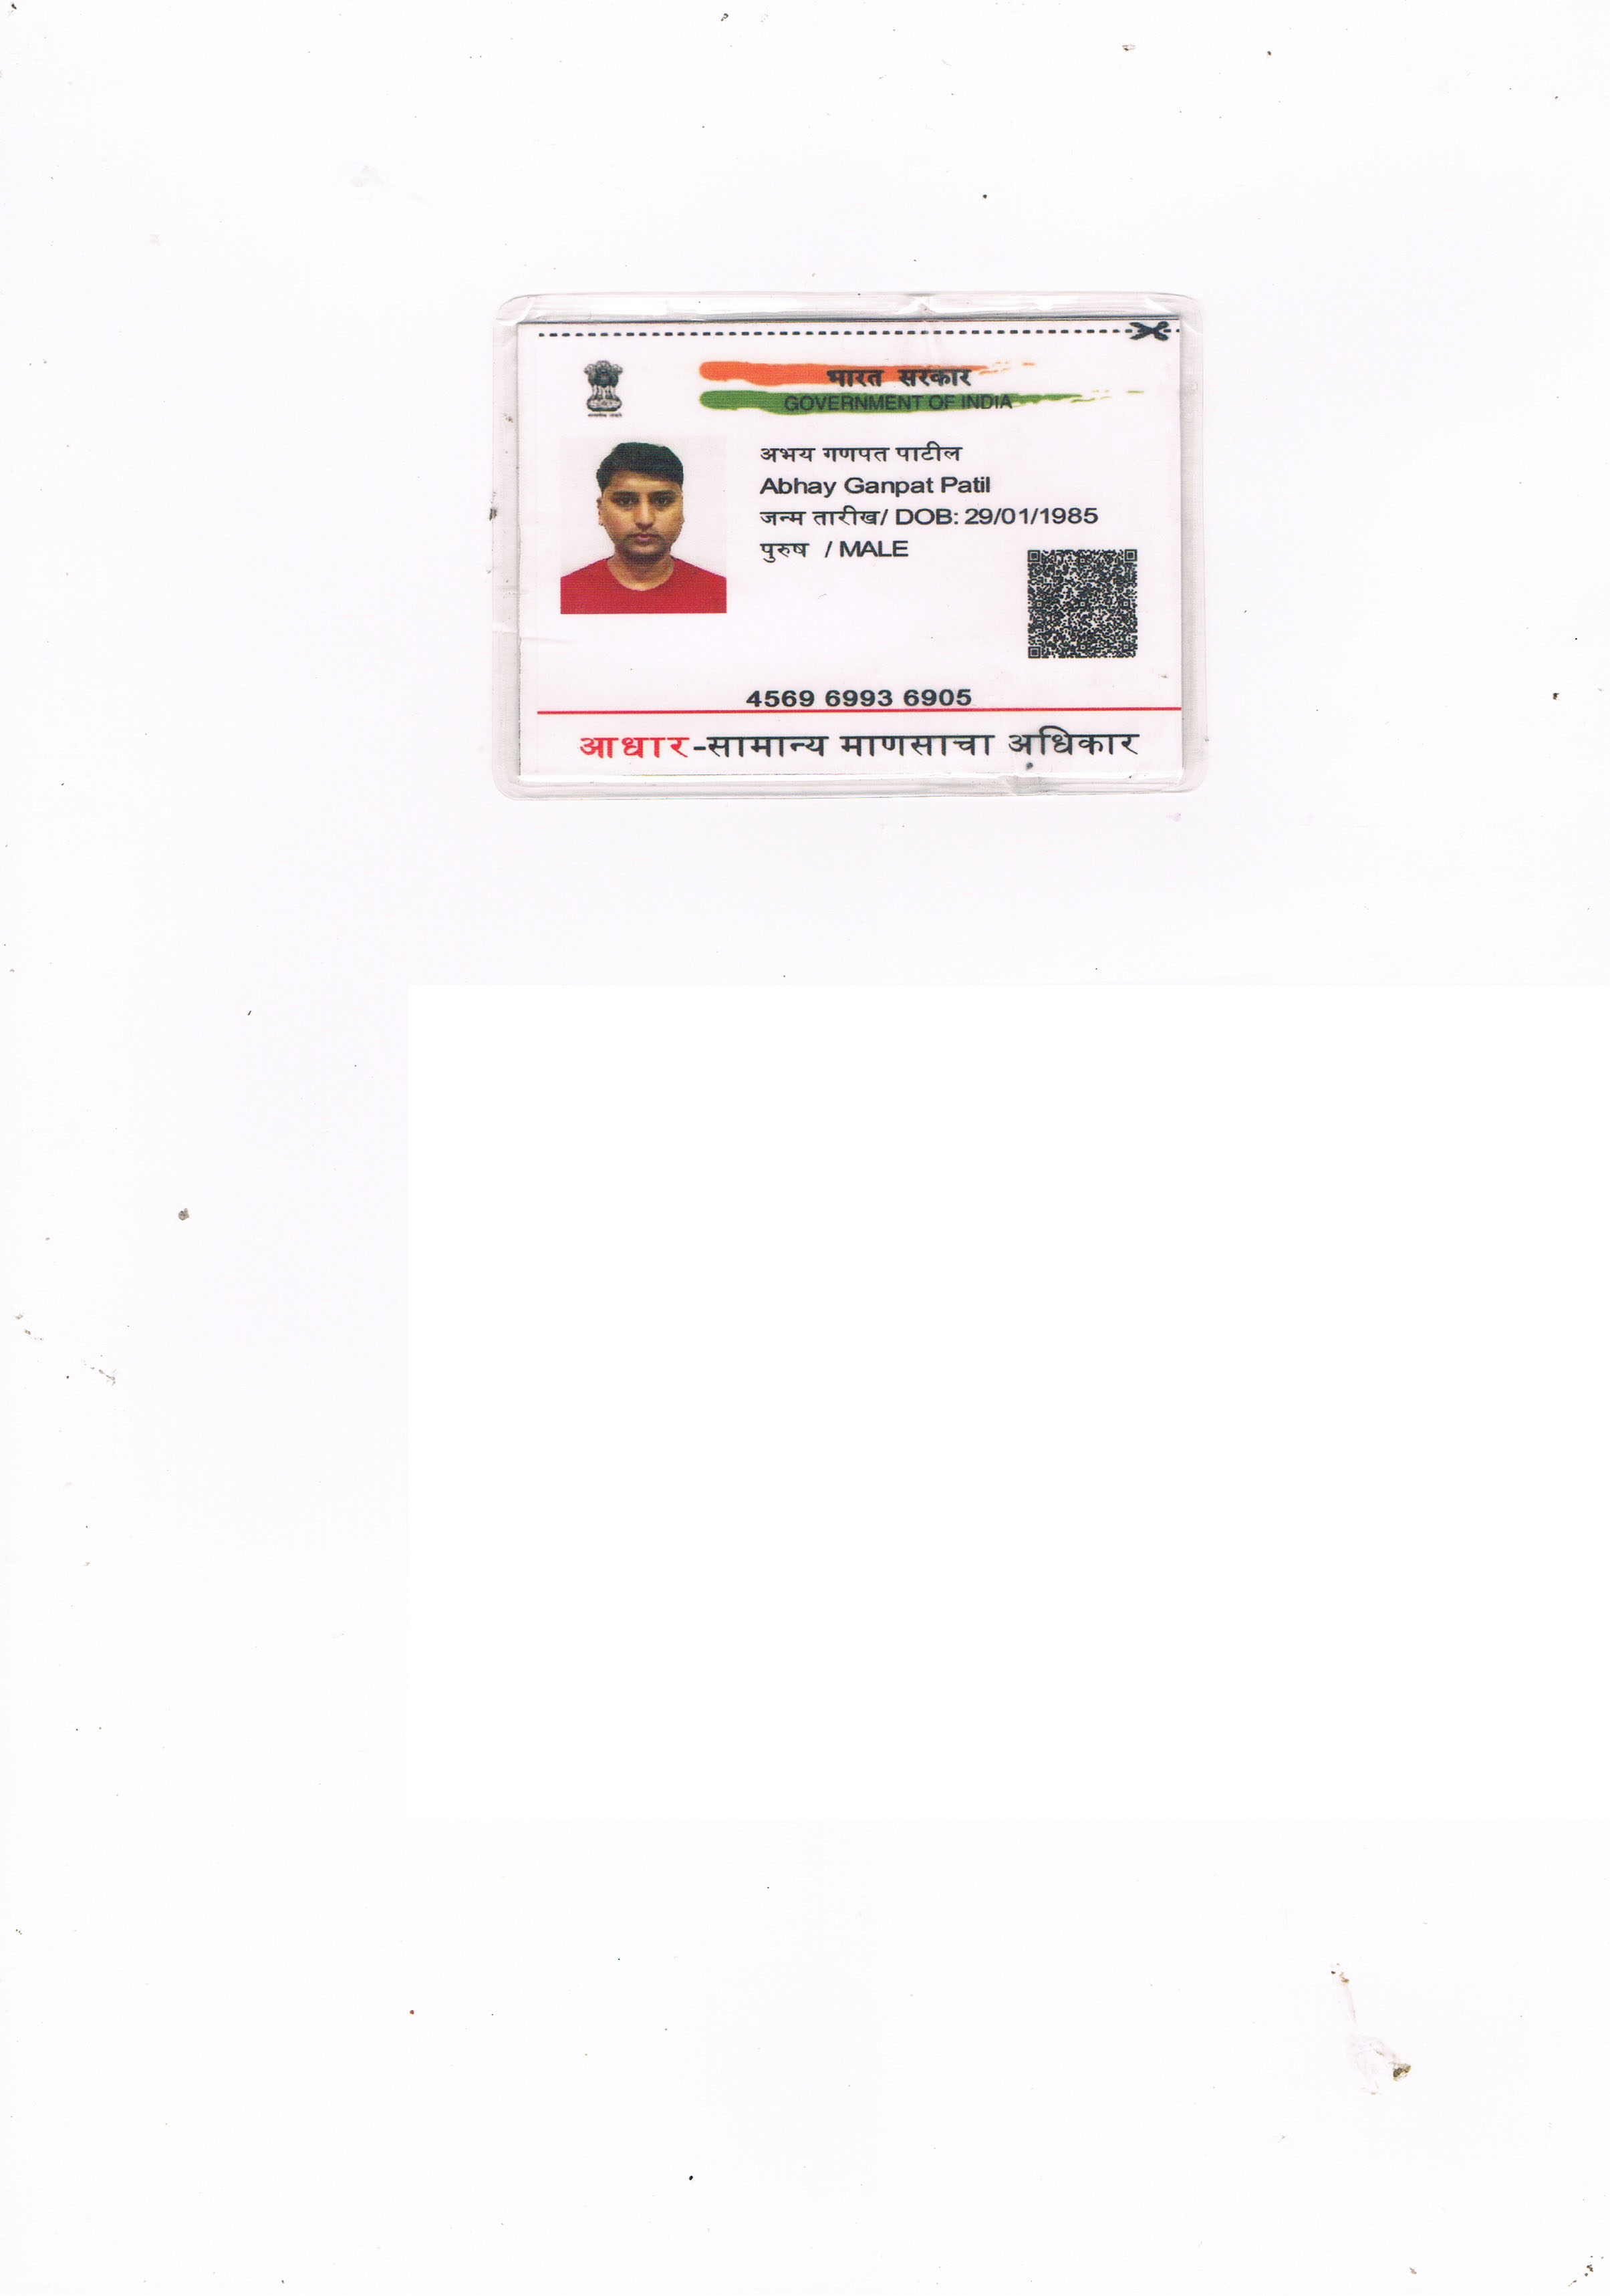 भारत सरकार
GOVERNMENT OF INDIA
अभय गणपत पाटील
Abhay Ganpat Patil
जन्म तारीख/ DOB: 29/01/1985
पुरुष / MALE
4569 6993 6905
आधार-सामान्य माणसाचा अधिकार